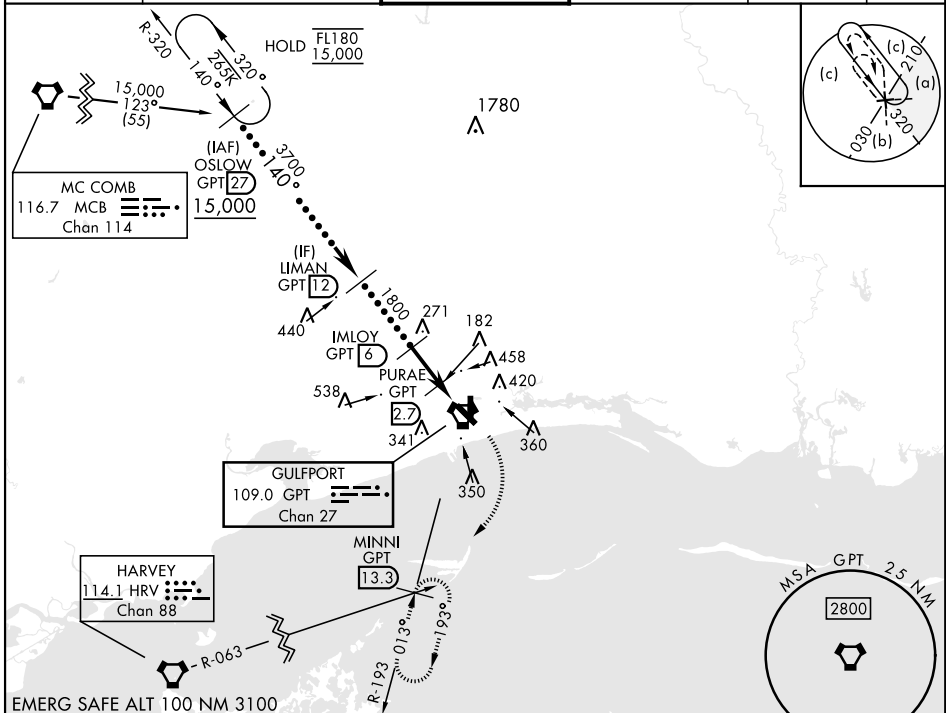 R-320
HOLD FL180
15,000
265K
320°
140°
15,000
123°
(55)
1780
(c)
(c)
210
(a)
(b)
030
320
(IAF)
OSLOW
GPT 27
15,000
3700
140°
MC COMB
116.7 MCB
Chan 114
(IF)
LIMAN
GPT 12
1800
440
271
182
IMLOY
GPT 6
458
PURAE
GPT
2.7
420
538
341
360
350
GULFPORT
109.0 GPT
Chan 27
MINNI
GPT
13.3
HARVEY
114.1 HRV
Chan 88
R-063
013°
193°
R-193
MSA GPT 25 NM
2800
EMERG SAFE ALT 100 NM 3100